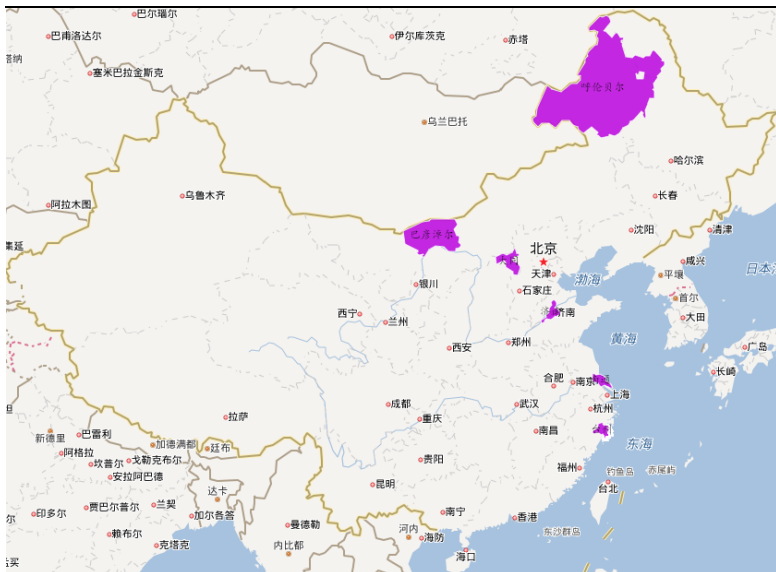 巴尔瑙尔
巴甫洛达尔
伊尔库茨克
赤塔
塔纳
塞米巴拉金斯克
呼伦贝尔
乌兰巴托
哈尔滨
阿拉木图
乌鲁木齐
长春
集延
巴彦淖尔
北京
沈阳
清津
咸兴
日本海
天津
渤海
平壤
银川
石家庄
首尔
西宁
兰州
济南
大田
西安
郑州
黄海
广岛
合肥
南京
长崎
成都
武汉
上海
拉萨
重庆
杭州
新德里
巴雷利
加德满都
廷布
南昌
台州
东海
阿格拉
坎普尔
戈勒克布尔
贵阳
福州
钓鱼岛
赤尾屿
安拉阿巴德
昆明
台北
达卡
印多尔
贾巴尔普尔
兰契
加尔各答
南宁
香港
曼德勒
河内
东沙群岛
赖布尔
海防
克塔克
内比都
海口
达买